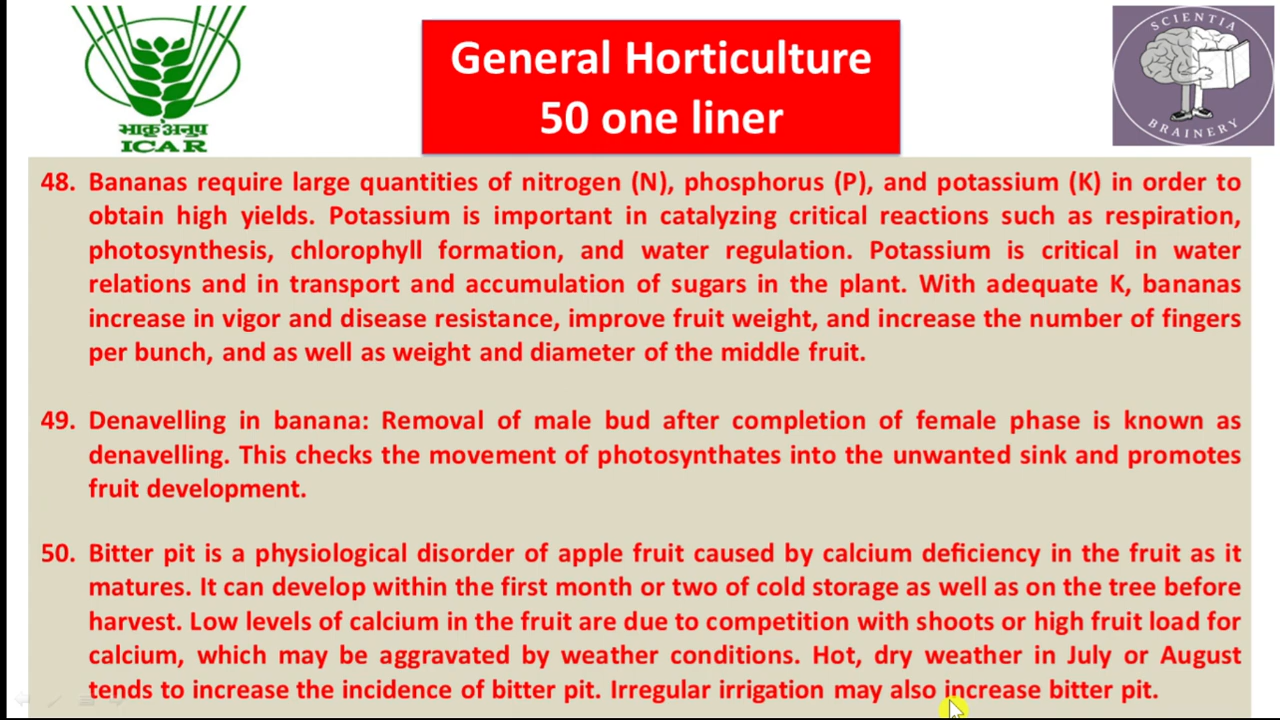 भाकृअनुप
ICAR
General Horticulture
50 one liner
SCIENTIA
BRAINERY
48. Bananas require large quantities of nitrogen (N), phosphorus (P), and potassium (K) in order to
obtain high yields. Potassium is important in catalyzing critical reactions such as respiration,
photosynthesis, chlorophyll formation, and water regulation. Potassium is critical in water
relations and in transport and accumulation of sugars in the plant. With adequate K, bananas
increase in vigor and disease resistance, improve fruit weight, and increase the number of fingers
per bunch, and as well as weight and diameter of the middle fruit.
49. Denavelling in banana: Removal of male bud after completion of female phase is known as
denavelling. This checks the movement of photosynthates into the unwanted sink and promotes
fruit development.
50. Bitter pit is a physiological disorder of apple fruit caused by calcium deficiency in the fruit as it
matures. It can develop within the first month or two of cold storage as well as on the tree before
harvest. Low levels of calcium in the fruit are due to competition with shoots or high fruit load for
calcium, which may be aggravated by weather conditions. Hot, dry weather in July or August
tends to increase the incidence of bitter pit. Irregular irrigation may also increase bitter pit.